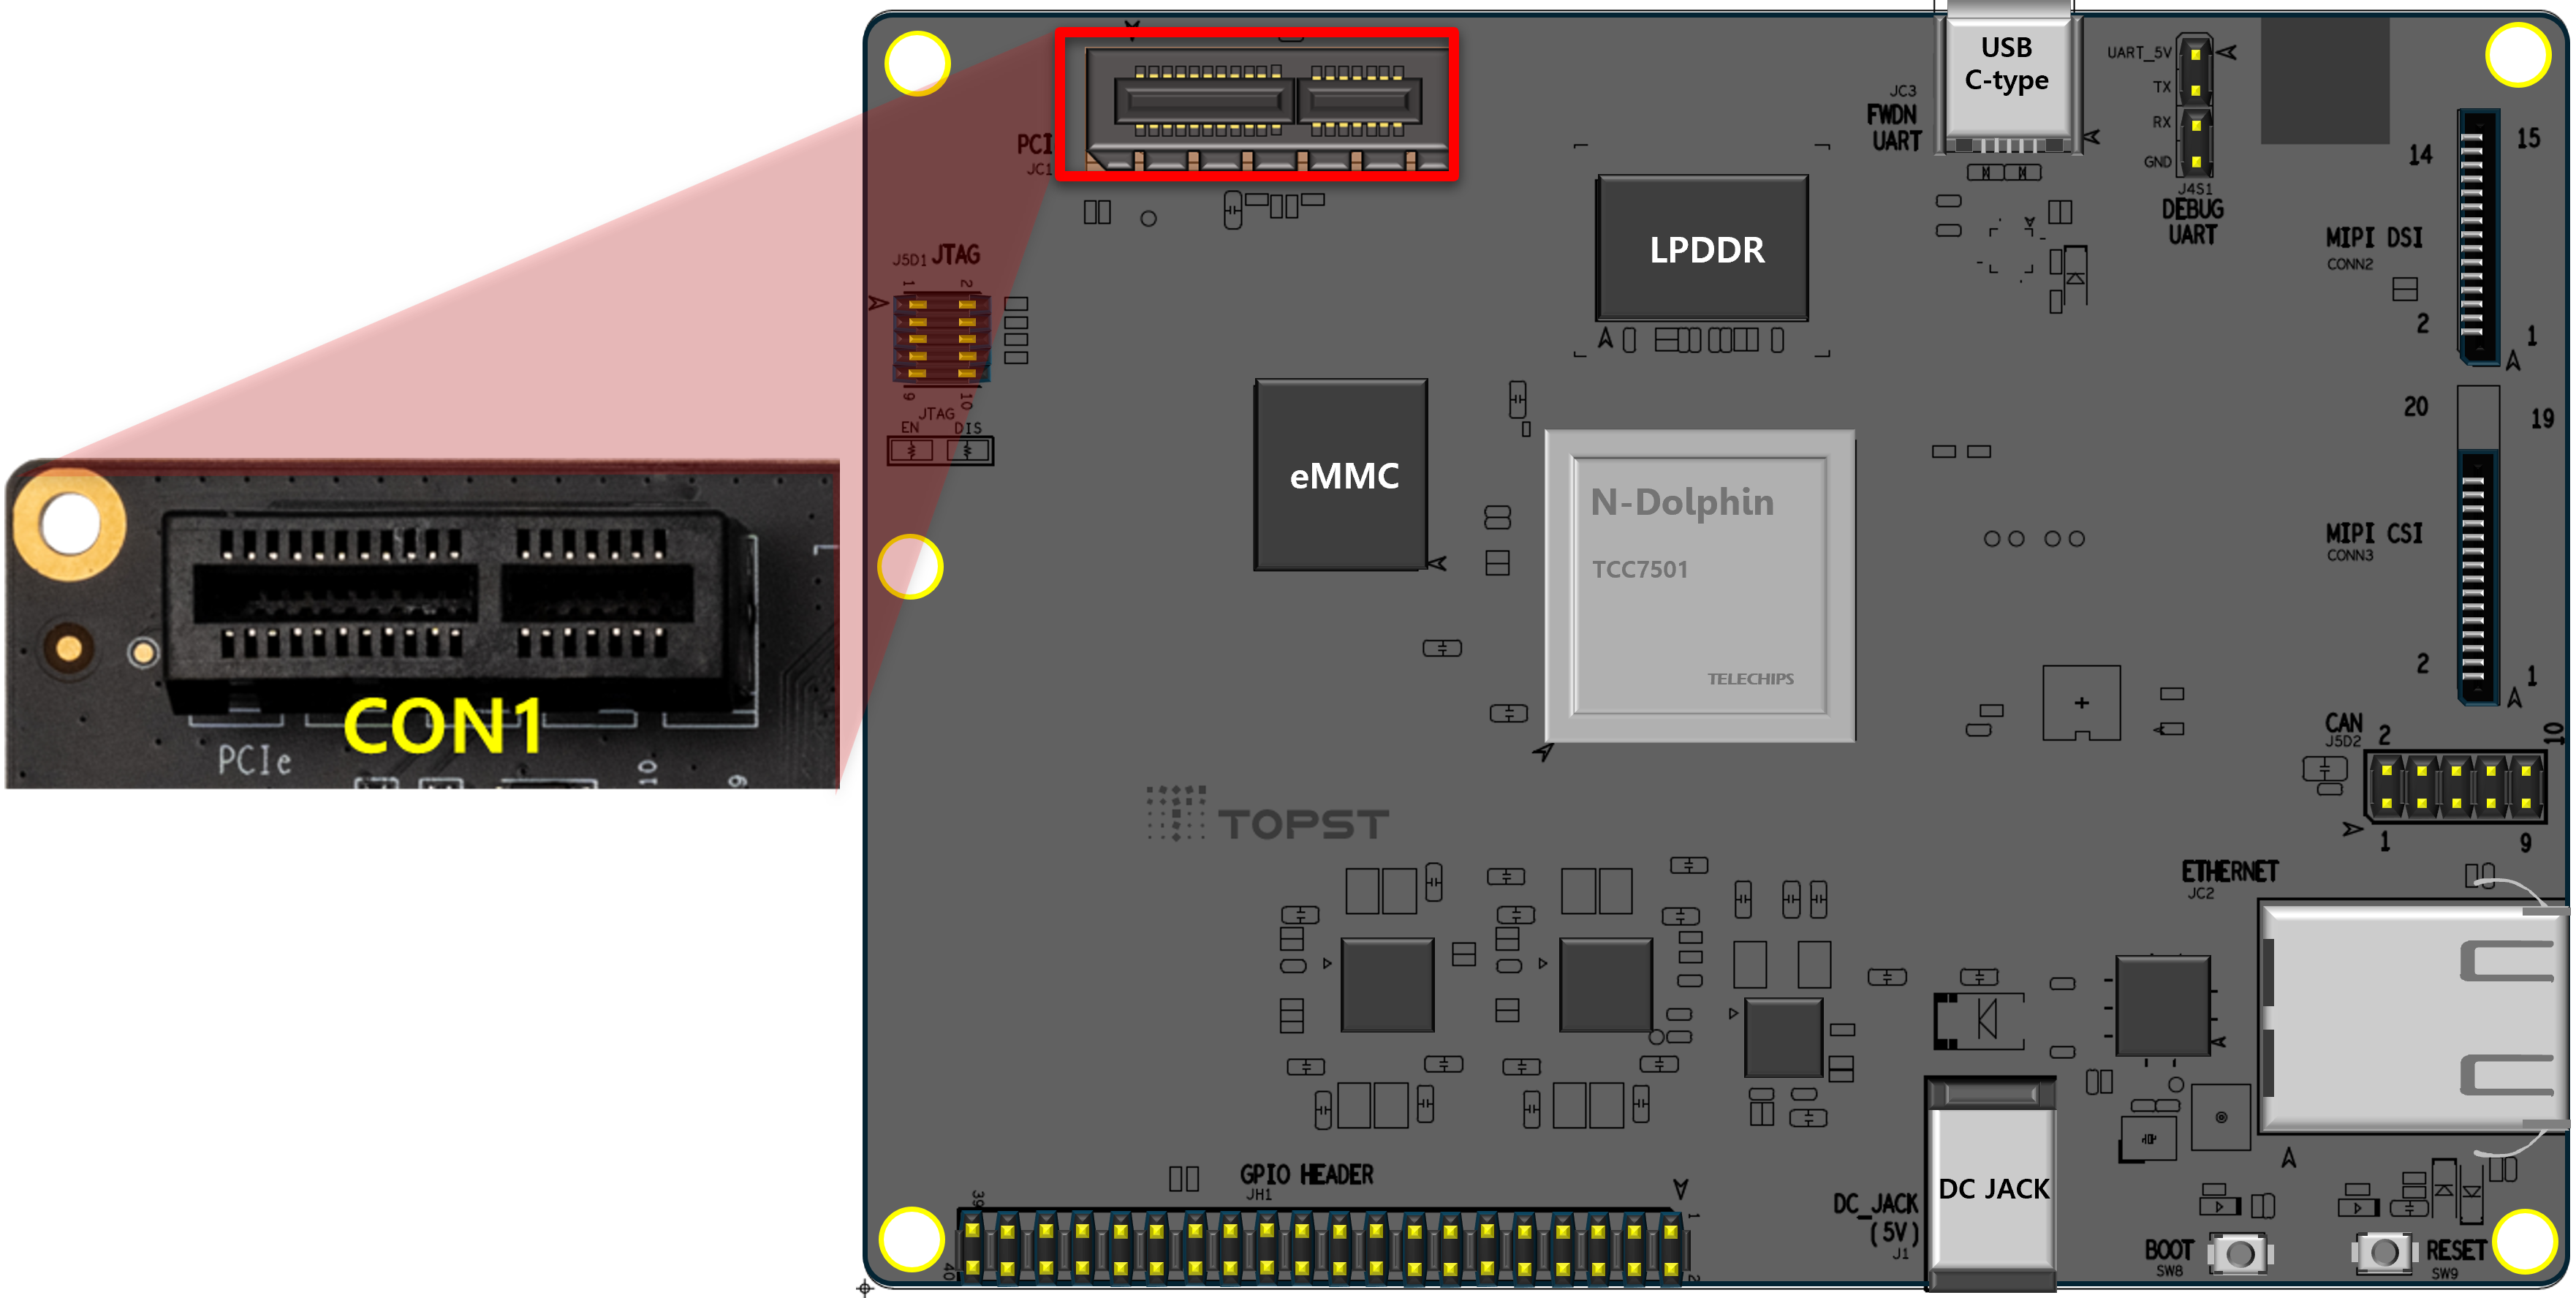 PCI
JC1
USB
C-type
JC3
FWDN
UART
UART_5V
TX
RX
GND
J4S1
DEBUG
UART
14
15
MIPI DSI
CONN2
2
1
J5D1 JTAG
1 2
9 10
JTAG
EN DIS
LPDDR
eMMC
N-Dolphin
TCC7501
TELECHIPS
20
19
MIPI CSI
CONN3
2
1
CON1
PCIe
10 9
CAN
J5D2
2
10
1
9
TOPST
ETHERNET
JC2
GPIO HEADER
JH1
39
1
40
2
DC_JACK
(5V)
J1
DC JACK
BOOT
SW8
RESET
SW9